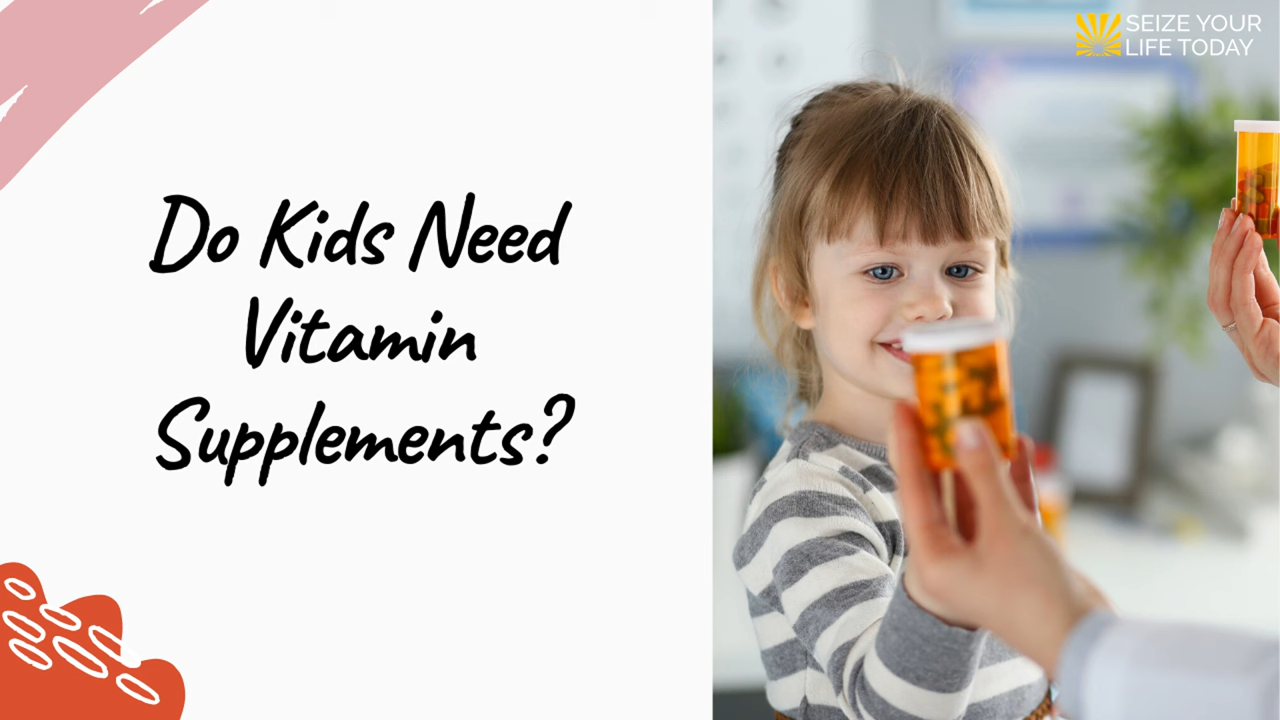 Do Kids Need
Vitamin
Supplements?
SEIZE YOUR
LIFE TODAY